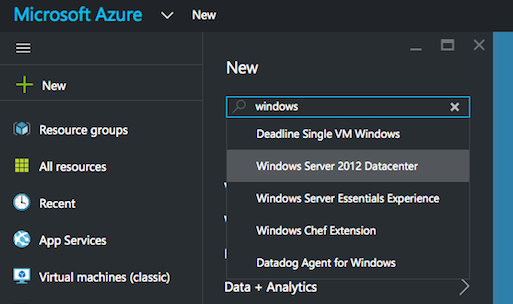 Microsoft Azure New
New
New
windows
Resource groups
Deadline Single VM Windows
All resources
Windows Server 2012 Datacenter
Recent
Windows Server Essentials Experience
App Services
Windows Chef Extension
Virtual machines (classic)
Datadog Agent for Windows
Data + Analytics